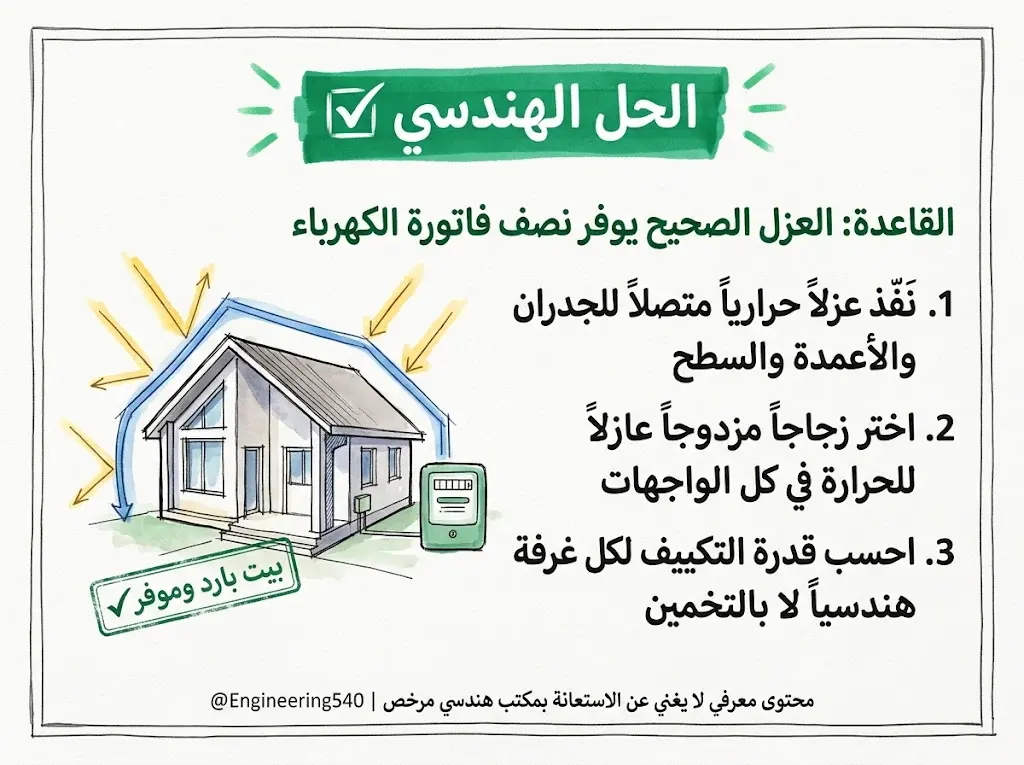 الحل الهندسي ☑
القاعدة: العزل الصحيح يوفر نصف فاتورة الكهرباء
1. نَفّذ عزلاً حرارياً متصلاً للجدران
والأعمدة والسطح
2. اختر زجاجاً مزدوجاً عازلاً
للحرارة في كل الواجهات
3. احسب قدرة التكييف لكل غرفة
هندسياً لا بالتخمين
بيت بارد وموفر ✓
محتوى معرفي لا يغني عن الاستعانة بمكتب هندسي مرخص | @Engineering540